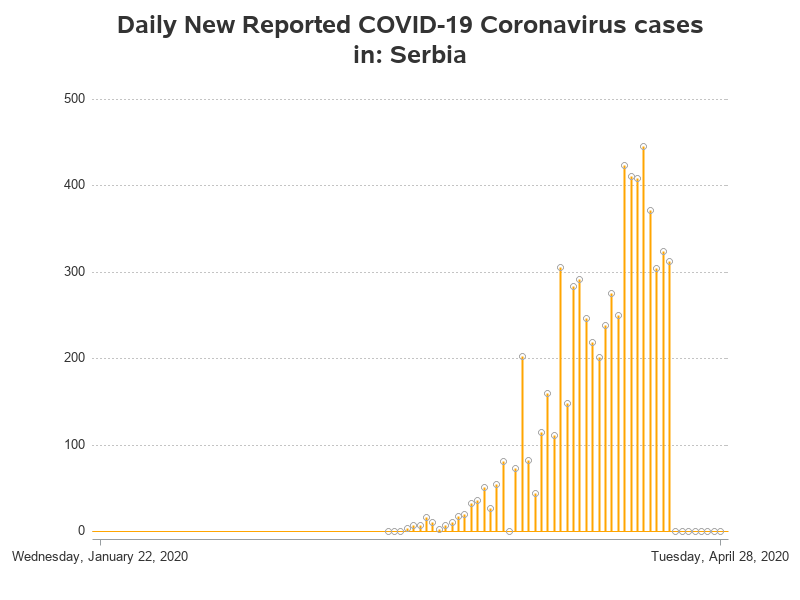 Daily New Reported COVID-19 Coronavirus cases
in: Serbia
500
400
300
200
100
0
Wednesday, January 22, 2020
Tuesday, April 28, 2020